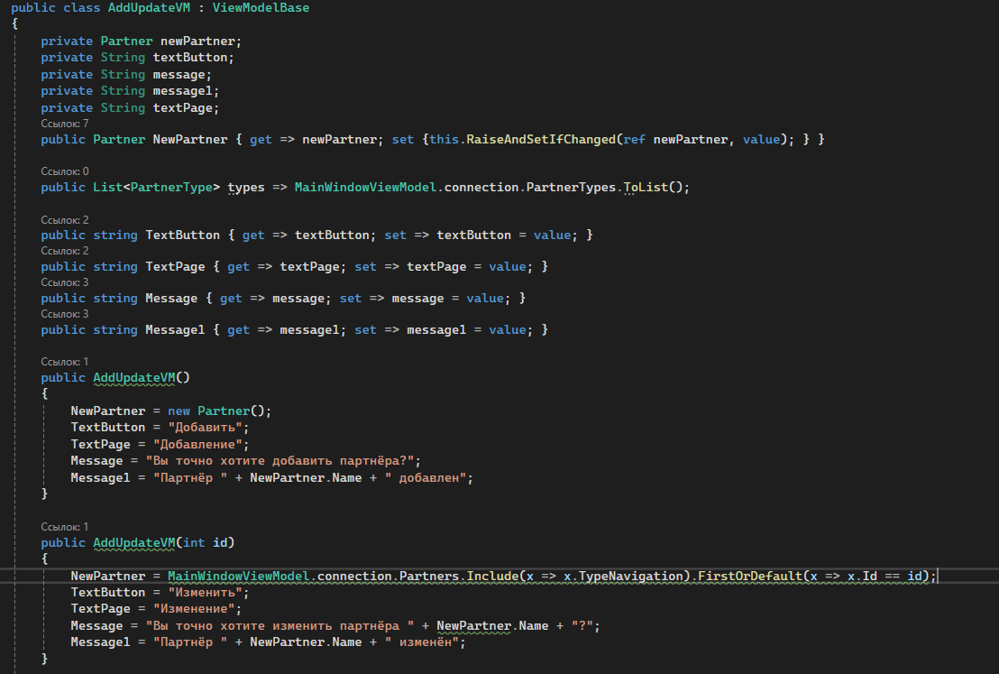 public class AddUpdateVM : ViewModelBase
{
private Partner newPartner;
private String textButton;
private String message;
private String message1;
private String textPage;
Ссылок: 7
public Partner NewPartner { get => newPartner; set {this.RaiseAndSetIfChanged(ref newPartner, value); } }
Ссылок: 0
public List<PartnerType> types => MainWindowViewModel.connection.PartnerTypes.ToList();
Ссылок: 2
public string TextButton { get => textButton; set => textButton = value; }
Ссылок: 2
public string TextPage { get => textPage; set => textPage = value; }
Ссылок: 3
public string Message { get => message; set => message = value; }
Ссылок: 3
public string Message1 { get => message1; set => message1 = value; }
Ссылок: 1
public AddUpdateVM()
{
NewPartner = new Partner();
TextButton = "Добавить";
TextPage = "Добавление";
Message = "Вы точно хотите добавить партнёра?";
Message1 = "Партнёр " + NewPartner.Name + " добавлен";
}
Ссылок: 1
public AddUpdateVM(int id)
{
NewPartner = MainWindowViewModel.connection.Partners.Include(x => x.TypeNavigation).FirstOrDefault(x => x.Id == id);
TextButton = "Изменить";
TextPage = "Изменение";
Message = "Вы точно хотите изменить партнёра " + NewPartner.Name + "?";
Message1 = "Партнёр " + NewPartner.Name + " изменён";
}